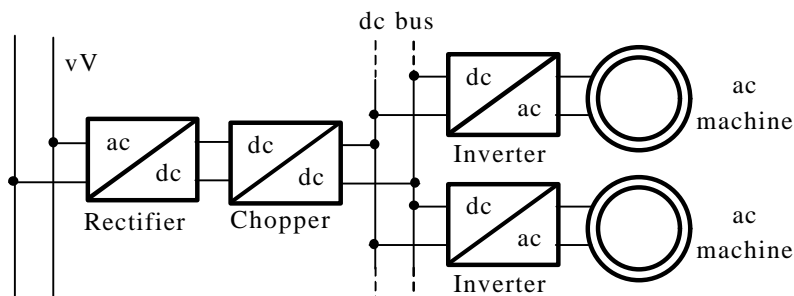 dc bus
vV
ac
dc
Rectifier
dc
dc
Chopper
dc
ac
Inverter
ac
machine
dc
ac
Inverter
ac
machine